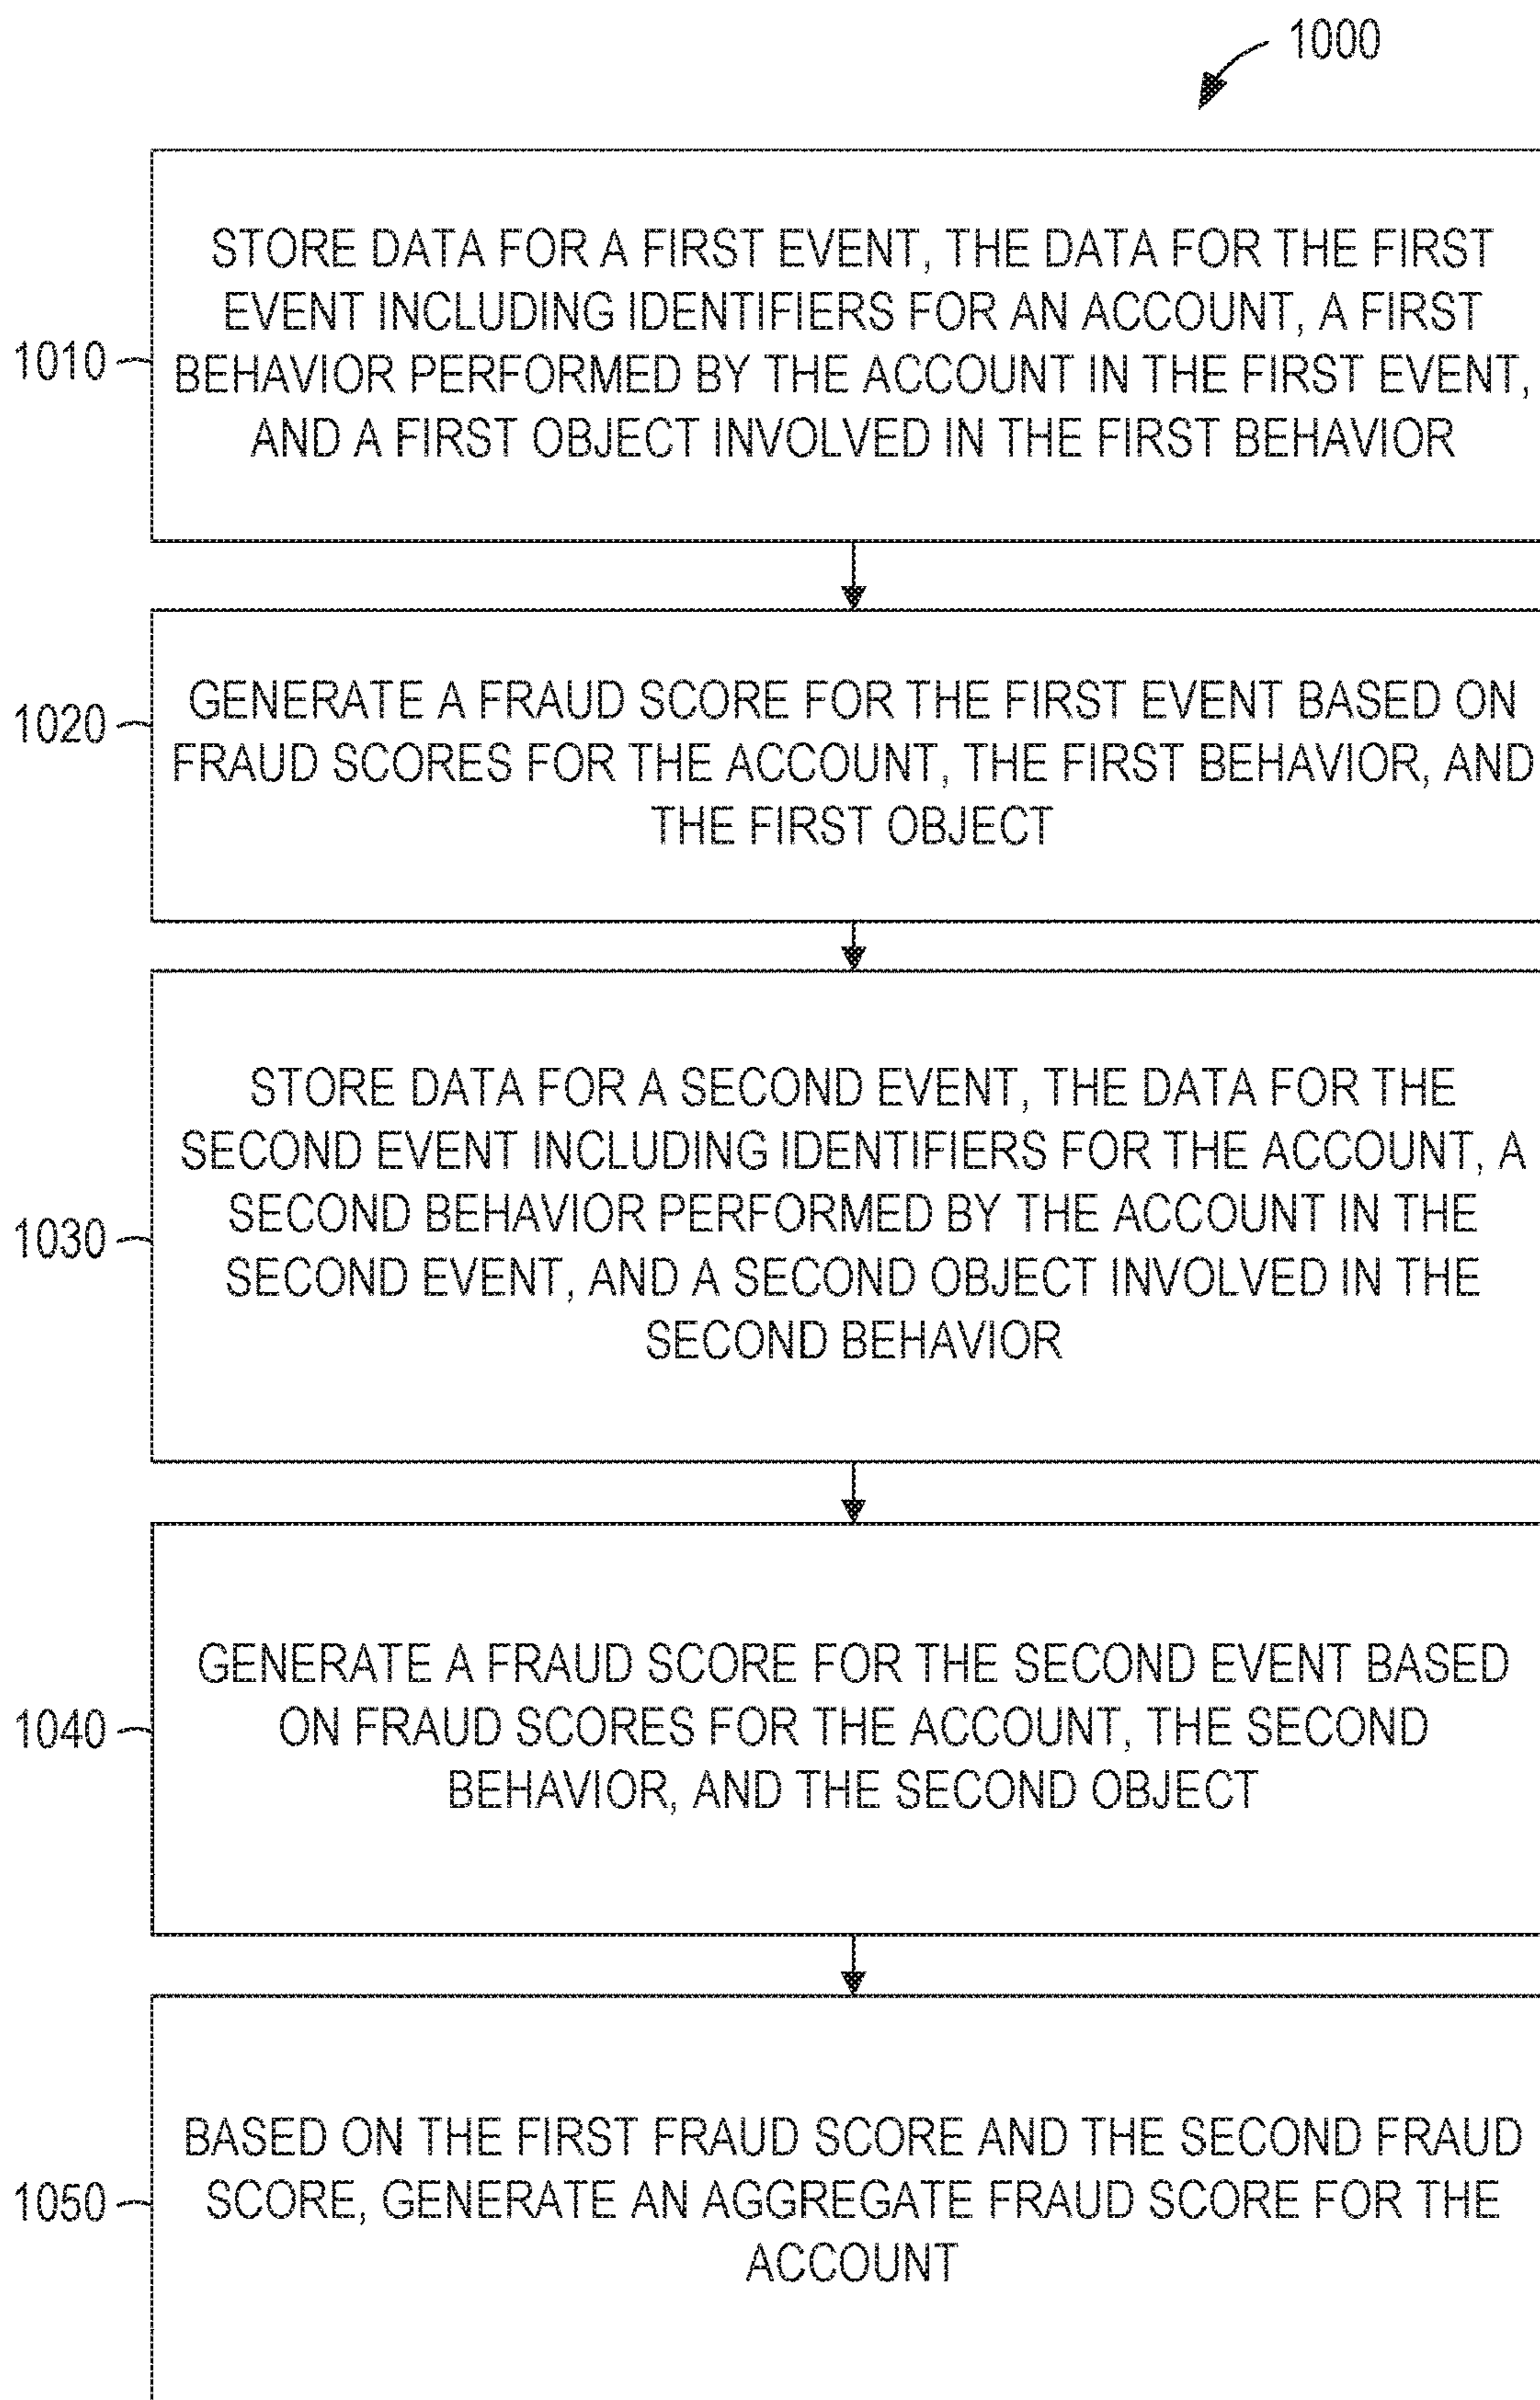 1000
STORE DATA FOR A FIRST EVENT, THE DATA FOR THE FIRST
EVENT INCLUDING IDENTIFIERS FOR AN ACCOUNT, A FIRST
1010
BEHAVIOR PERFORMED BY THE ACCOUNT IN THE FIRST EVENT,
AND A FIRST OBJECT INVOLVED IN THE FIRST BEHAVIOR
GENERATE A FRAUD SCORE FOR THE FIRST EVENT BASED ON
1020
FRAUD SCORES FOR THE ACCOUNT, THE FIRST BEHAVIOR, AND
THE FIRST OBJECT
STORE DATA FOR A SECOND EVENT, THE DATA FOR THE
SECOND EVENT INCLUDING IDENTIFIERS FOR THE ACCOUNT, A
SECOND BEHAVIOR PERFORMED BY THE ACCOUNT IN THE
1030
SECOND EVENT, AND A SECOND OBJECT INVOLVED IN THE
SECOND BEHAVIOR
GENERATE A FRAUD SCORE FOR THE SECOND EVENT BASED
1040
ON FRAUD SCORES FOR THE ACCOUNT, THE SECOND
BEHAVIOR, AND THE SECOND OBJECT
BASED ON THE FIRST FRAUD SCORE AND THE SECOND FRAUD
1050
SCORE, GENERATE AN AGGREGATE FRAUD SCORE FOR THE
ACCOUNT